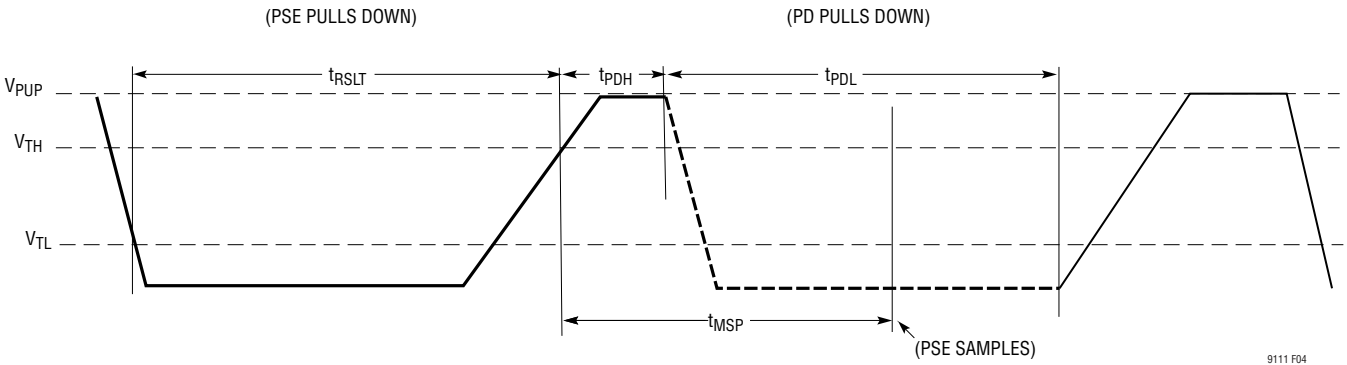 (PSE PULLS DOWN)
(PD PULLS DOWN)
tRSLT
tPDH
tPDL
VPUP
VTH
VTL
tMSP
(PSE SAMPLES)
9111 F04